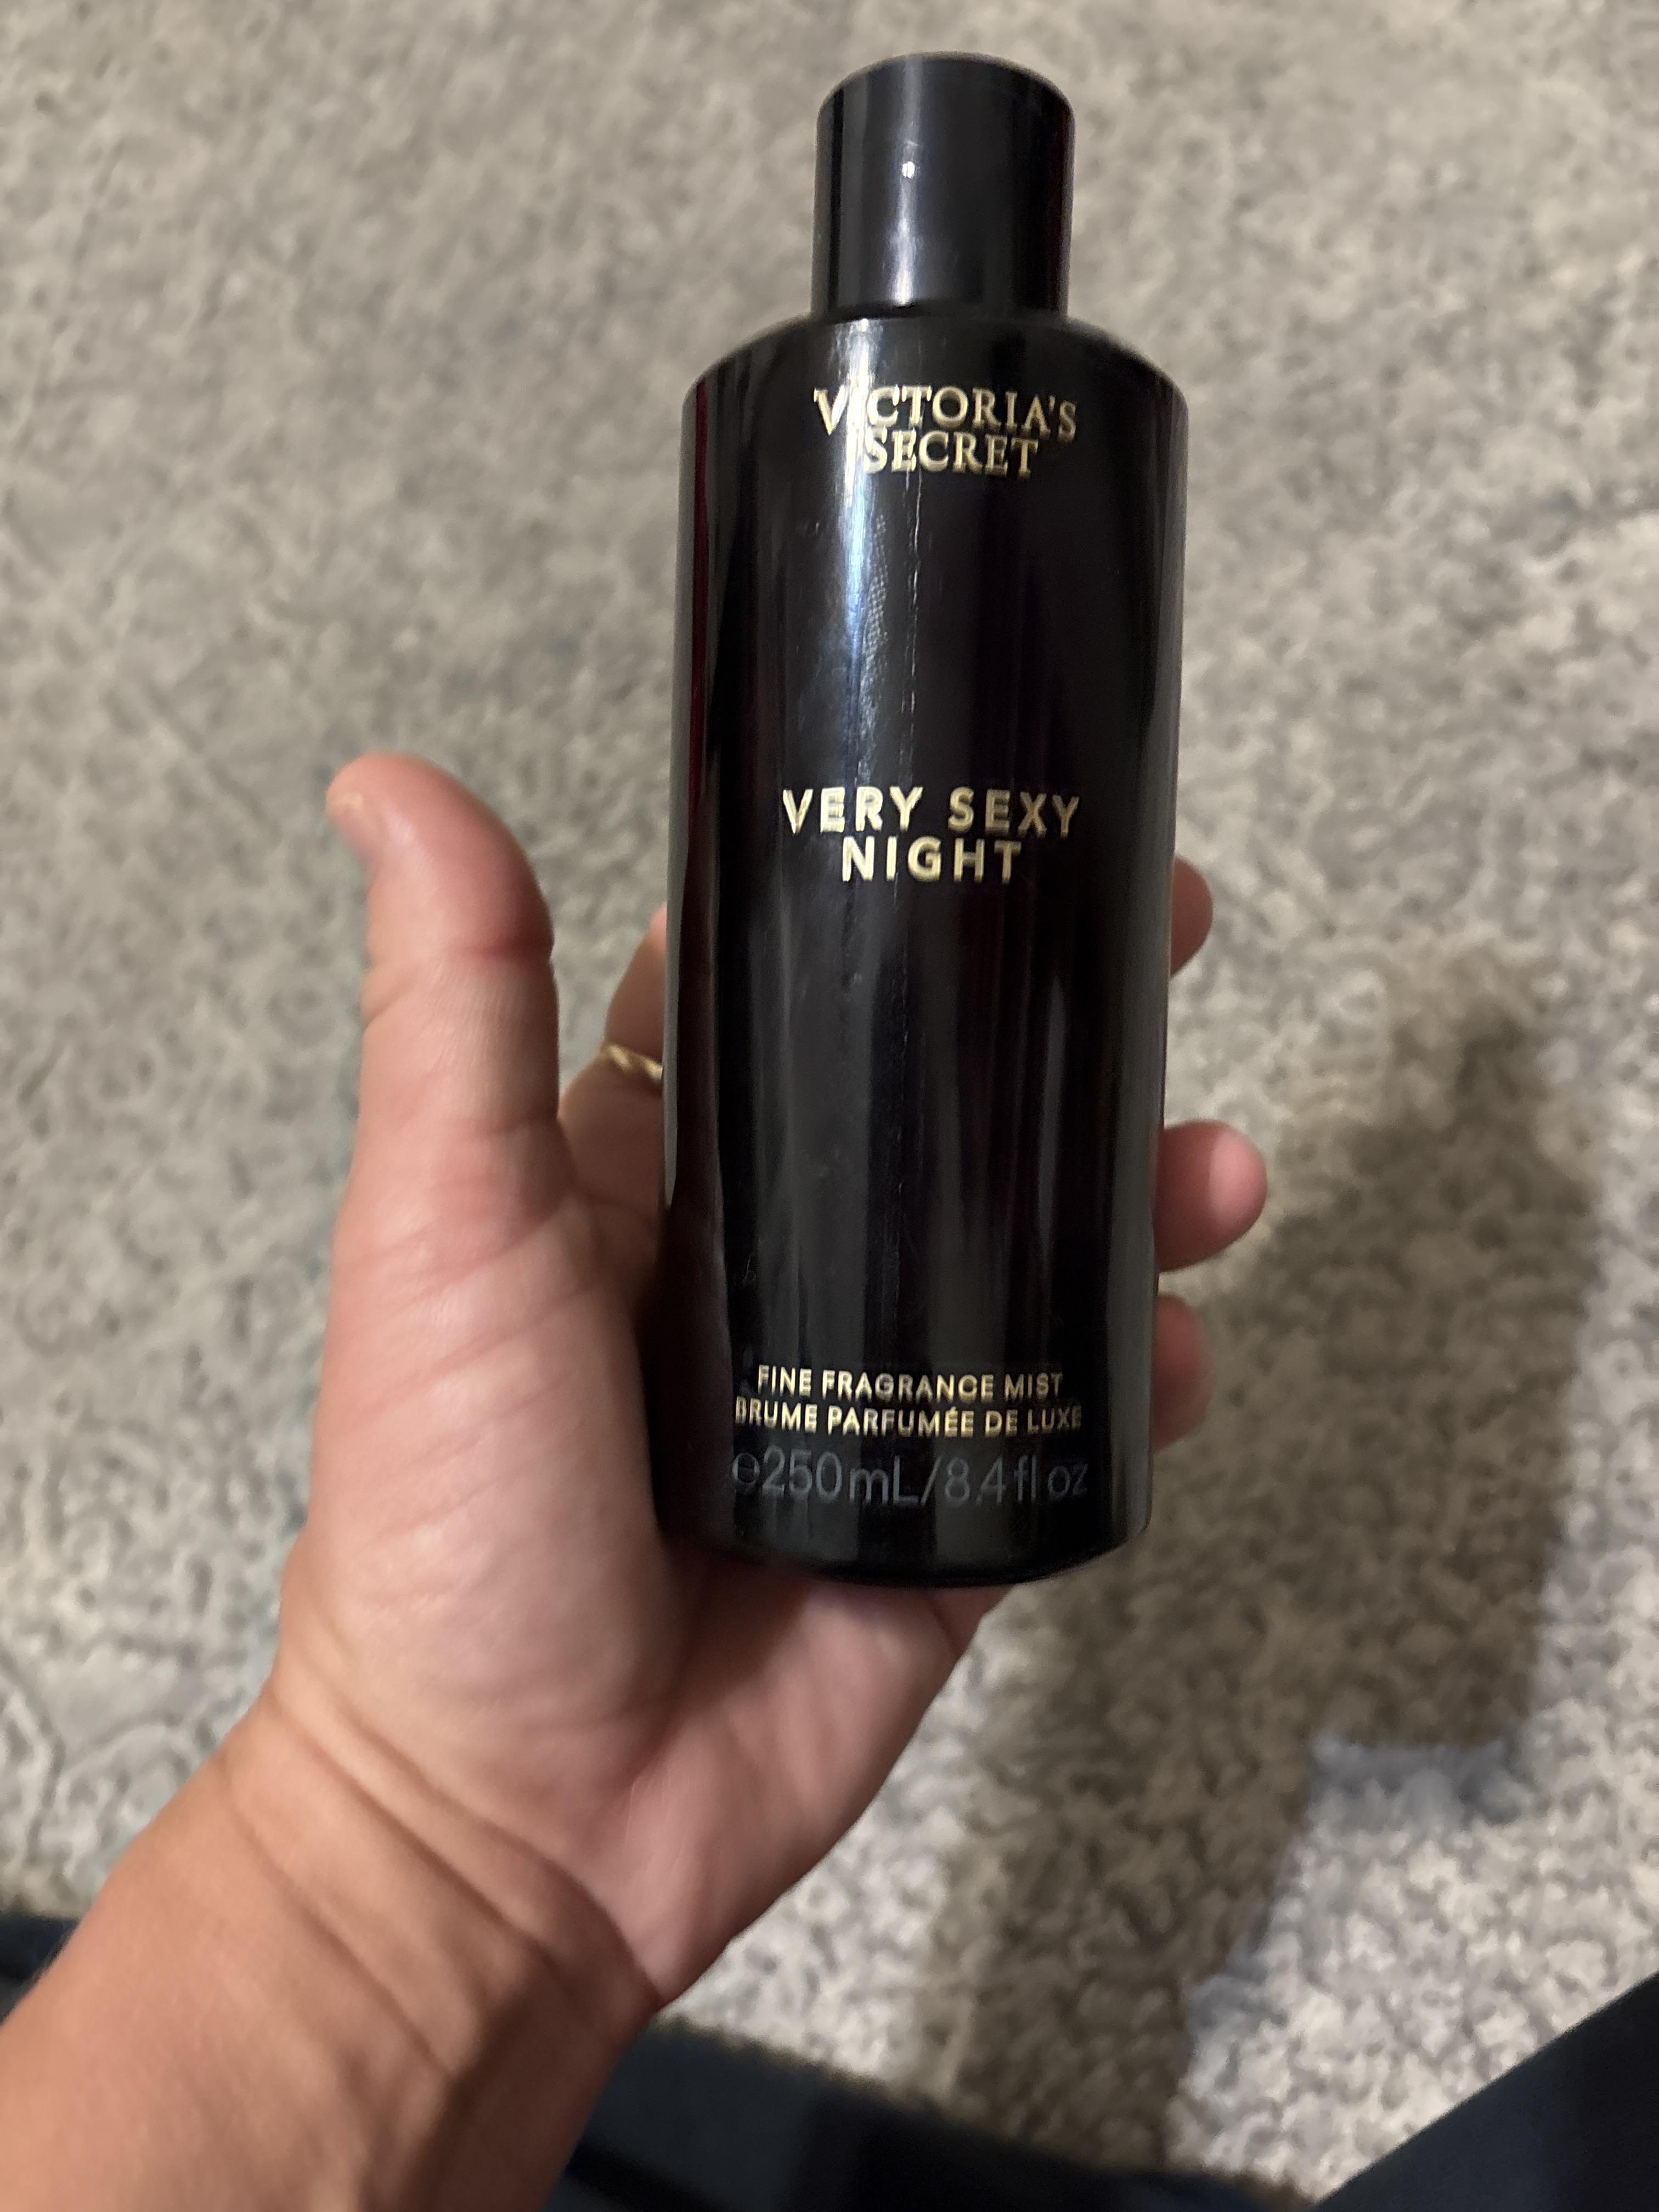 VICTORIA'S
SECRET
VERY SEXY
NIGHT
FINE FRAGRANCE MIST
BRUME PARFUMÉE DE LUXE
℮250mL/8.4 fl oz